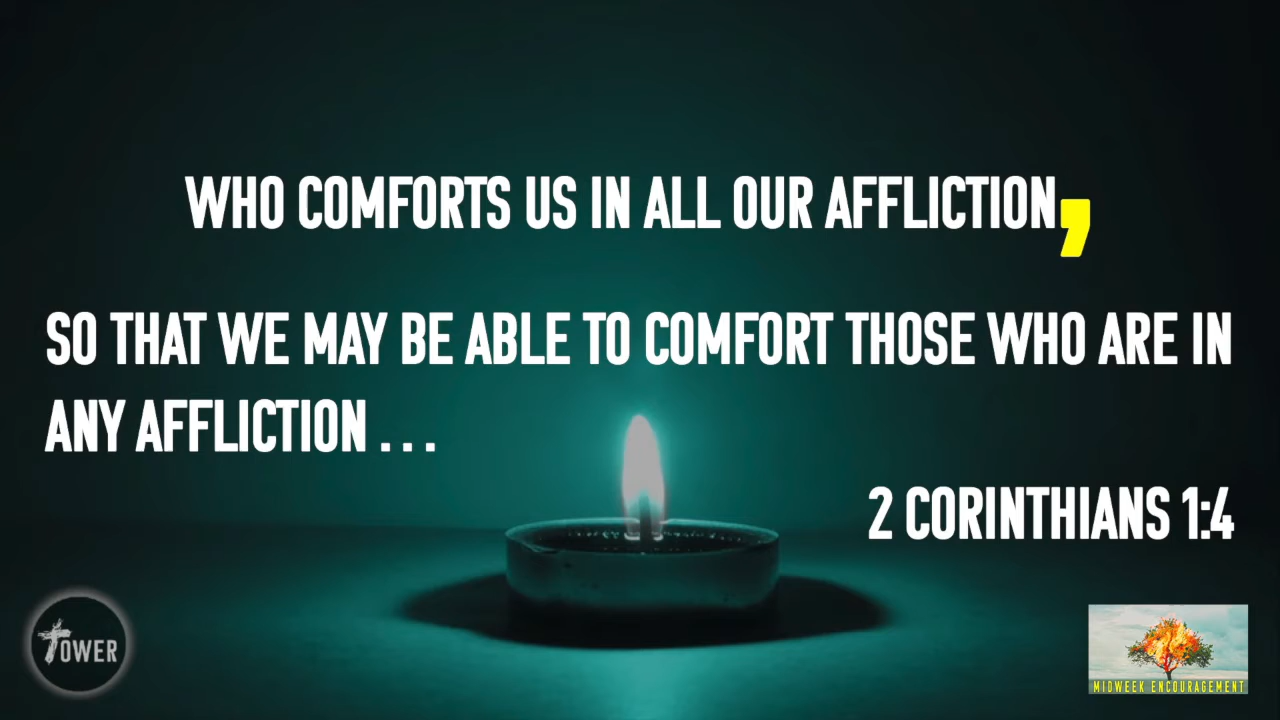 WHO COMFORTS US IN ALL OUR AFFLICTION,
SO THAT WE MAY BE ABLE TO COMFORT THOSE WHO ARE IN
ANY AFFLICTION . . .
2 CORINTHIANS 1:4
TOWER
MIDWEEK ENCOURAGEMENT